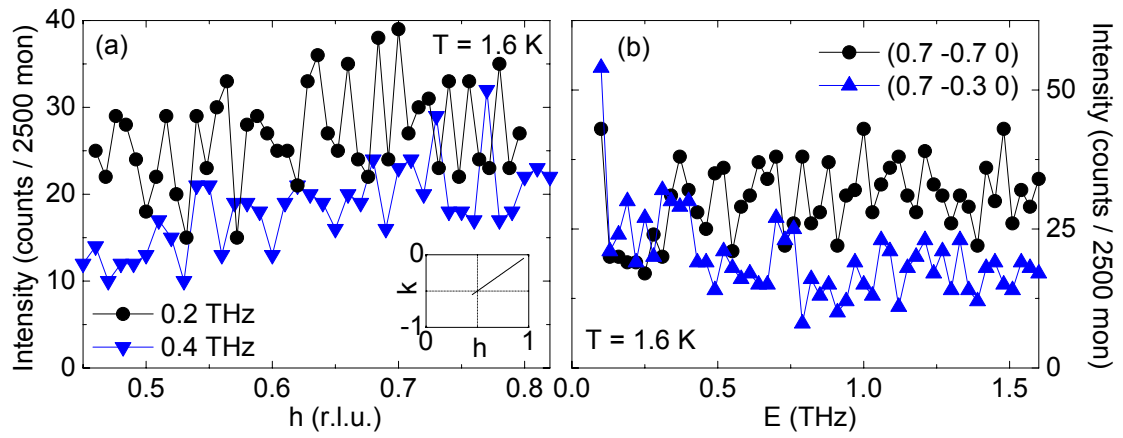 Intensity (counts / 2500 mon)
40
30
20
10
0
(a)
T = 1.6 K
0.2 THz
0.4 THz
0
k
-1
0
h
1
0.5
0.6
0.7
0.8
h (r.l.u.)
(b)
(0.7 -0.7 0)
(0.7 -0.3 0)
T = 1.6 K
0.0
0.5
1.0
1.5
E (THz)
50
25
0
Intensity (counts / 2500 mon)